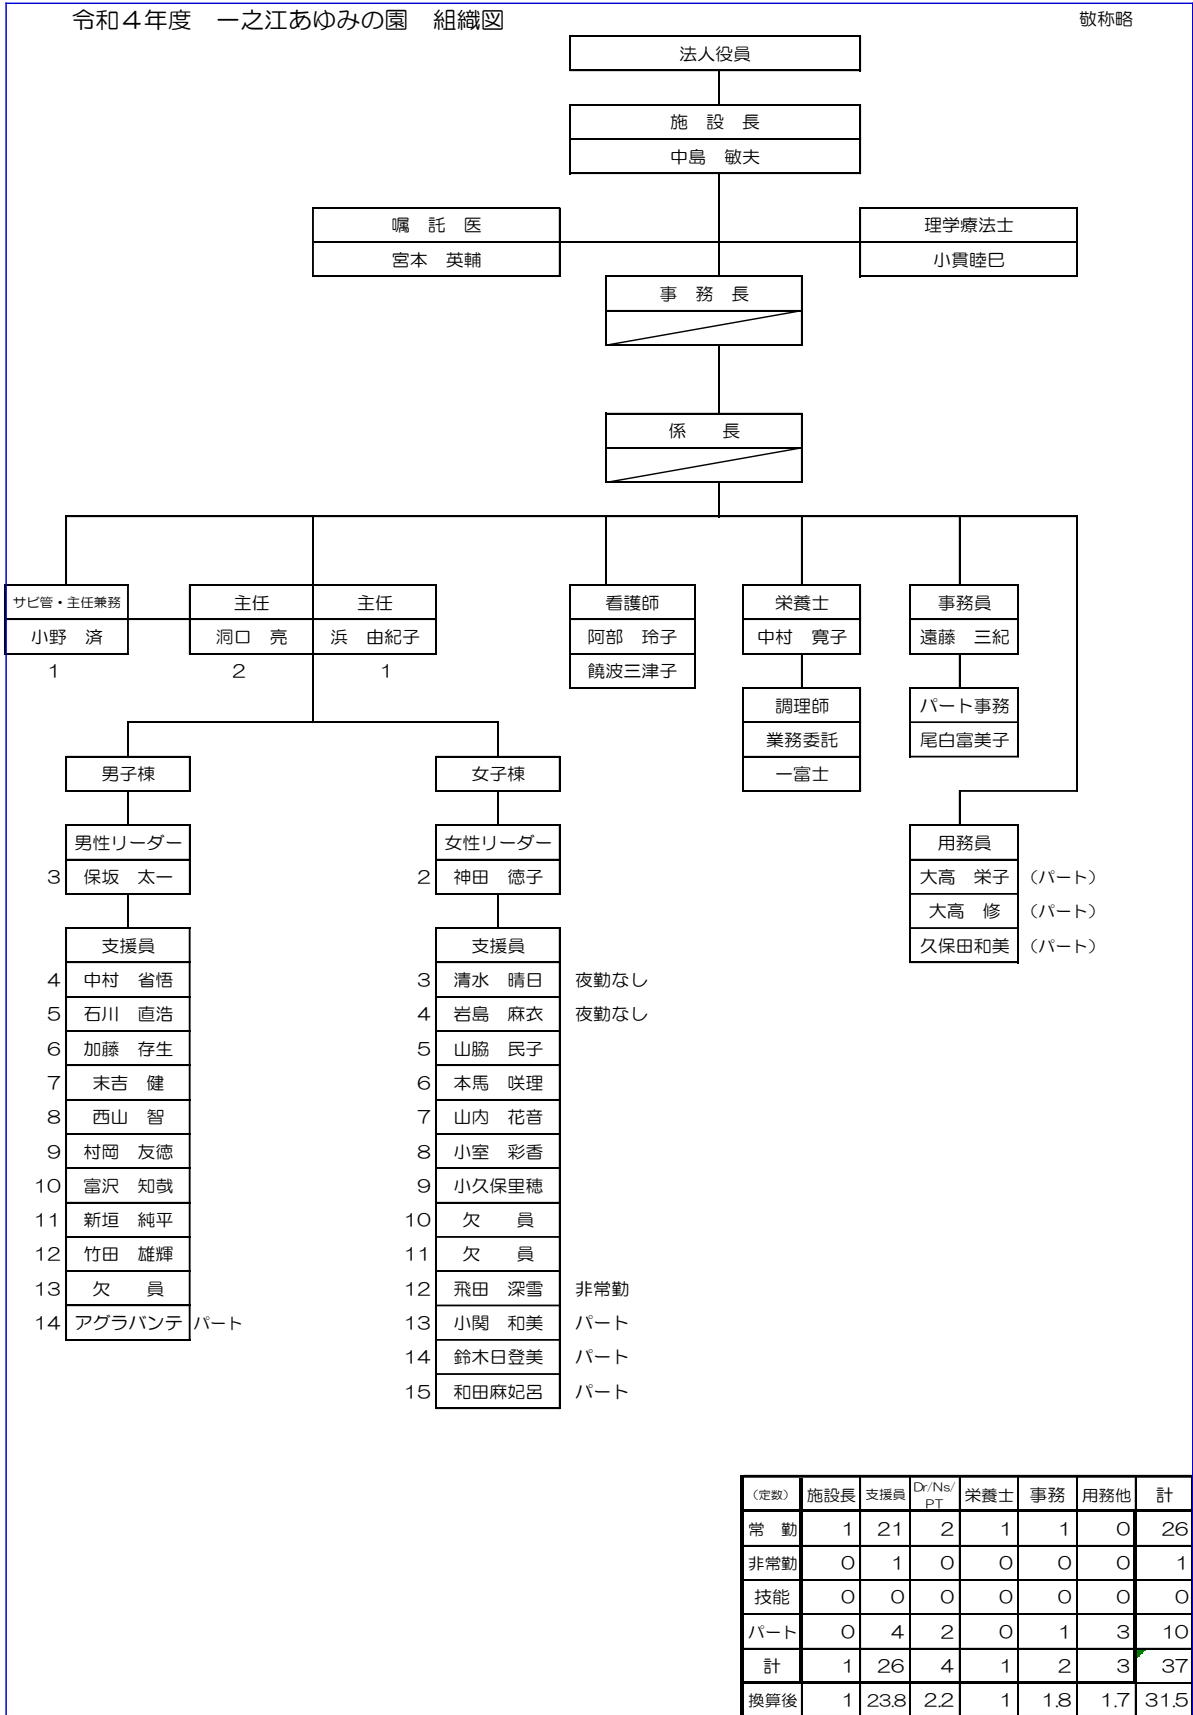 令和４年度　一之江あゆみの園　組織図　敬称略
法人役員
施　設　長
中島　敏夫
嘱　託　医　理学療法士
宮本　英輔　小貫睦巳
事　務　長
係　　長
サビ管・主任兼務　主任　主任　看護師　栄養士　事務員
小野　済　洞口　亮　浜　由紀子　阿部　玲子　中村　寛子　遠藤　三紀
1　2　1　饒波三津子
調理師　パート事務
業務委託　尾白富美子
一富士
男子棟　女子棟
男性リーダー　女性リーダー　用務員
3　保坂　太一　2　神田　徳子　大高　栄子　（パート）
大高　修　（パート）
支援員　支援員　久保田和美　（パート）
4　中村　省悟　3　清水　晴日　夜勤なし
5　石川　直浩　4　岩島　麻衣　夜勤なし
6　加藤　存生　5　山脇　民子
7　末吉　健　6　本馬　咲理
8　西山　智　7　山内　花音
9　村岡　友徳　8　小室　彩香
10　富沢　知哉　9　小久保里穂
11　新垣　純平　10　欠　　員
12　竹田　雄輝　11　欠　　員
13　欠　　員　12　飛田　深雪　非常勤
14　アグラバンテ　パート　13　小関　和美　パート
14　鈴木日登美　パート
15　和田麻妃呂　パート
（定数）　施設長　支援員　Dr/Ns/PT　栄養士　事務　用務他　計
常　勤　1　21　2　1　1　0　26
非常勤　0　1　0　0　0　0　1
技能　0　0　0　0　0　0　0
パート　0　4　2　0　1　3　10
計　1　26　4　1　2　3　37
換算後　1　23.8　2.2　1　1.8　1.7　31.5